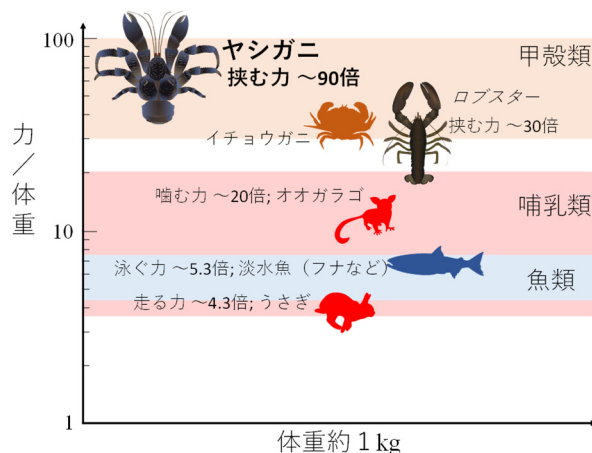 100
ヤシガニ
挟む力 ~90倍
甲殻類
ロブスター
挟む力 ~30倍
イチョウガニ
力/体重
噛む力 ~20倍; オオガラゴ
哺乳類
10
泳ぐ力 ~5.3倍; 淡水魚(フナなど)
魚類
走る力 ~4.3倍; うさぎ
1
体重約1kg